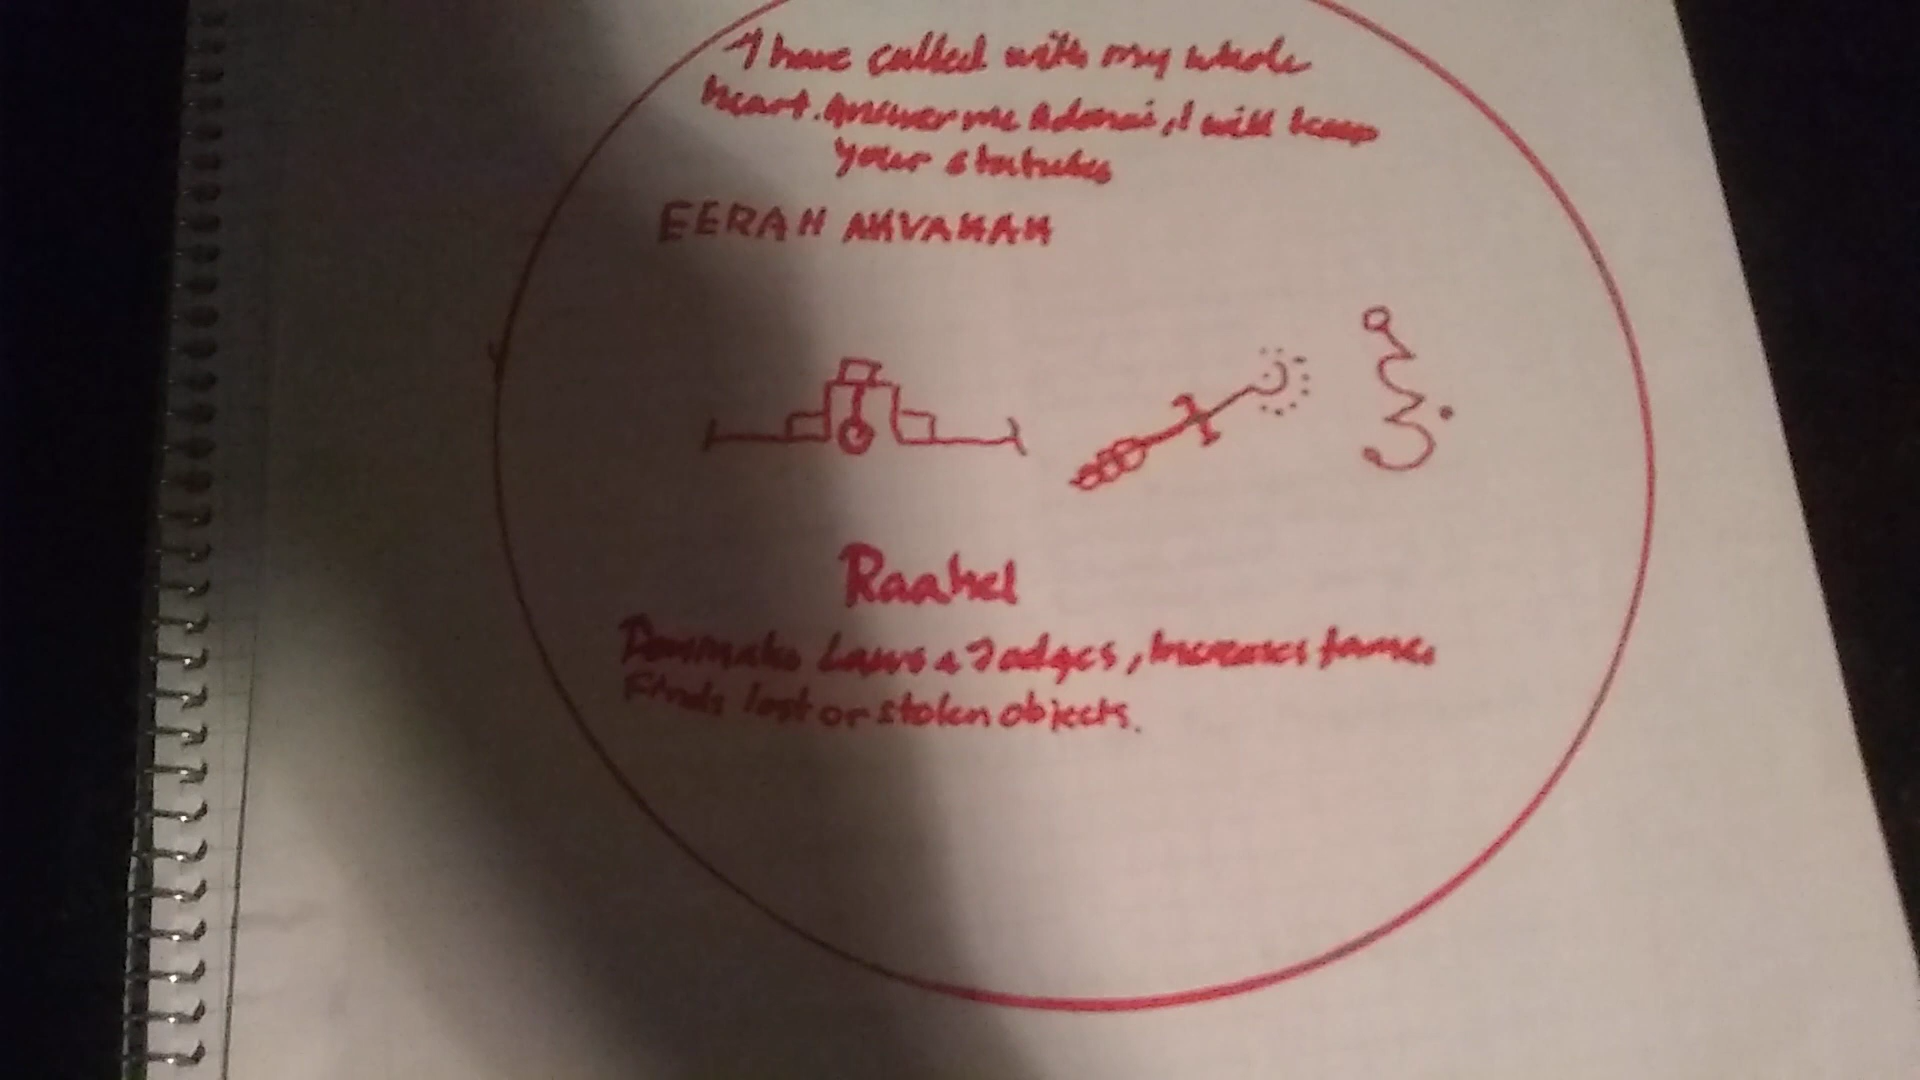 I have called with my whole
heart. Answer me Adonai, I will keep
your statutes
EERAH AHVAHAH
Raahel
Laws & Judges, Increases fame.
Finds lost or stolen objects.